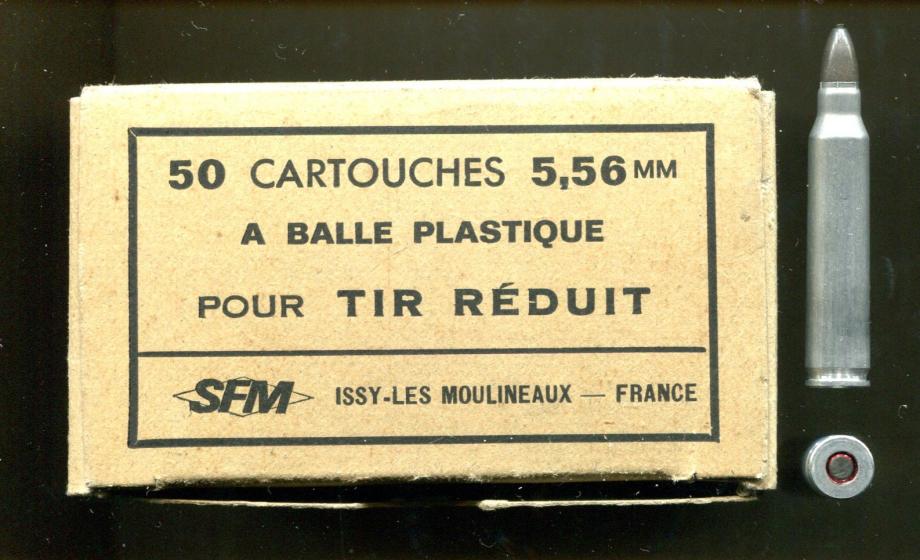 50 CARTOUCHES 5,56 MM
A BALLE PLASTIQUE
POUR TIR RÉDUIT
SFM ISSY-LES MOULINEAUX — FRANCE